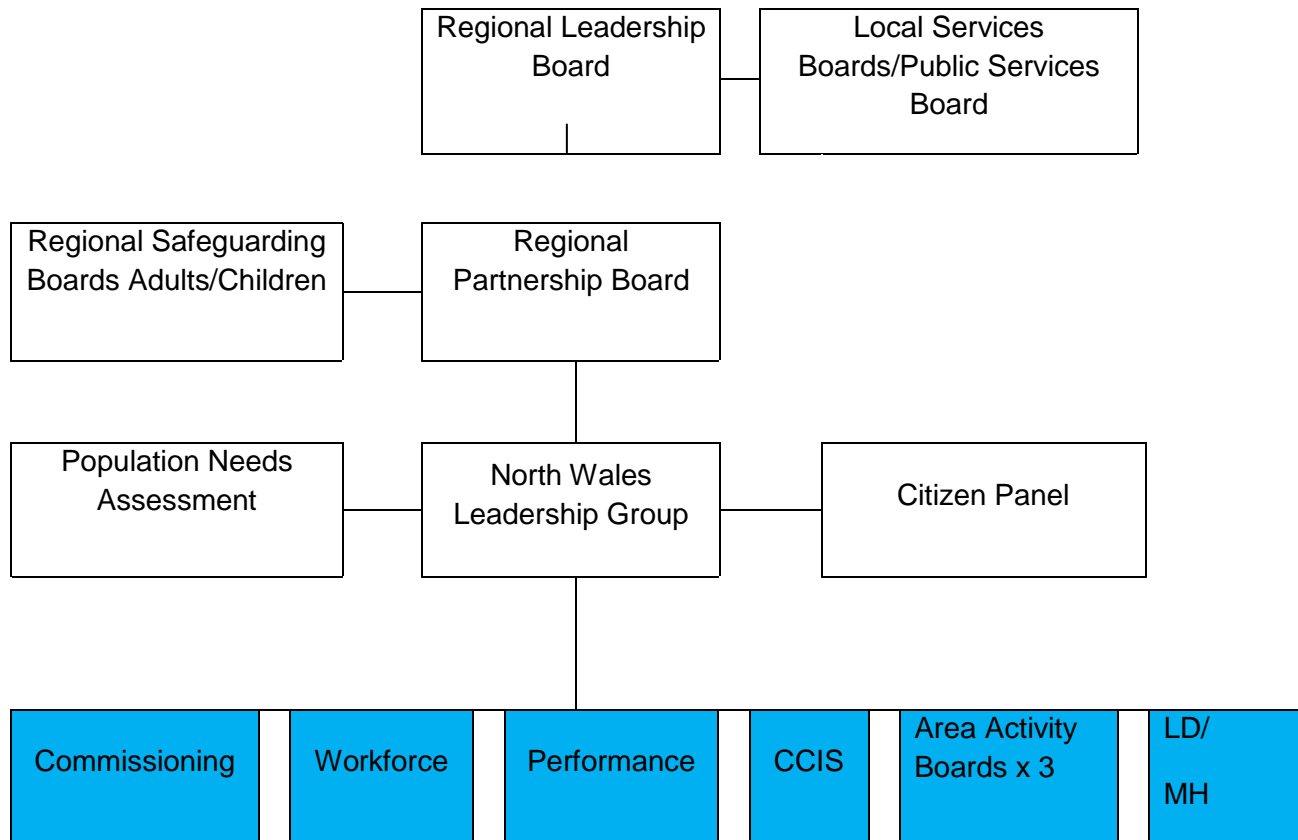 Regional Leadership
Board
Local Services
Boards/Public Services
Board
Regional Safeguarding
Boards Adults/Children
Regional
Partnership Board
Population Needs
Assessment
North Wales
Leadership Group
Citizen Panel
Commissioning
Workforce
Performance
CCIS
Area Activity
Boards x 3
LD/
MH